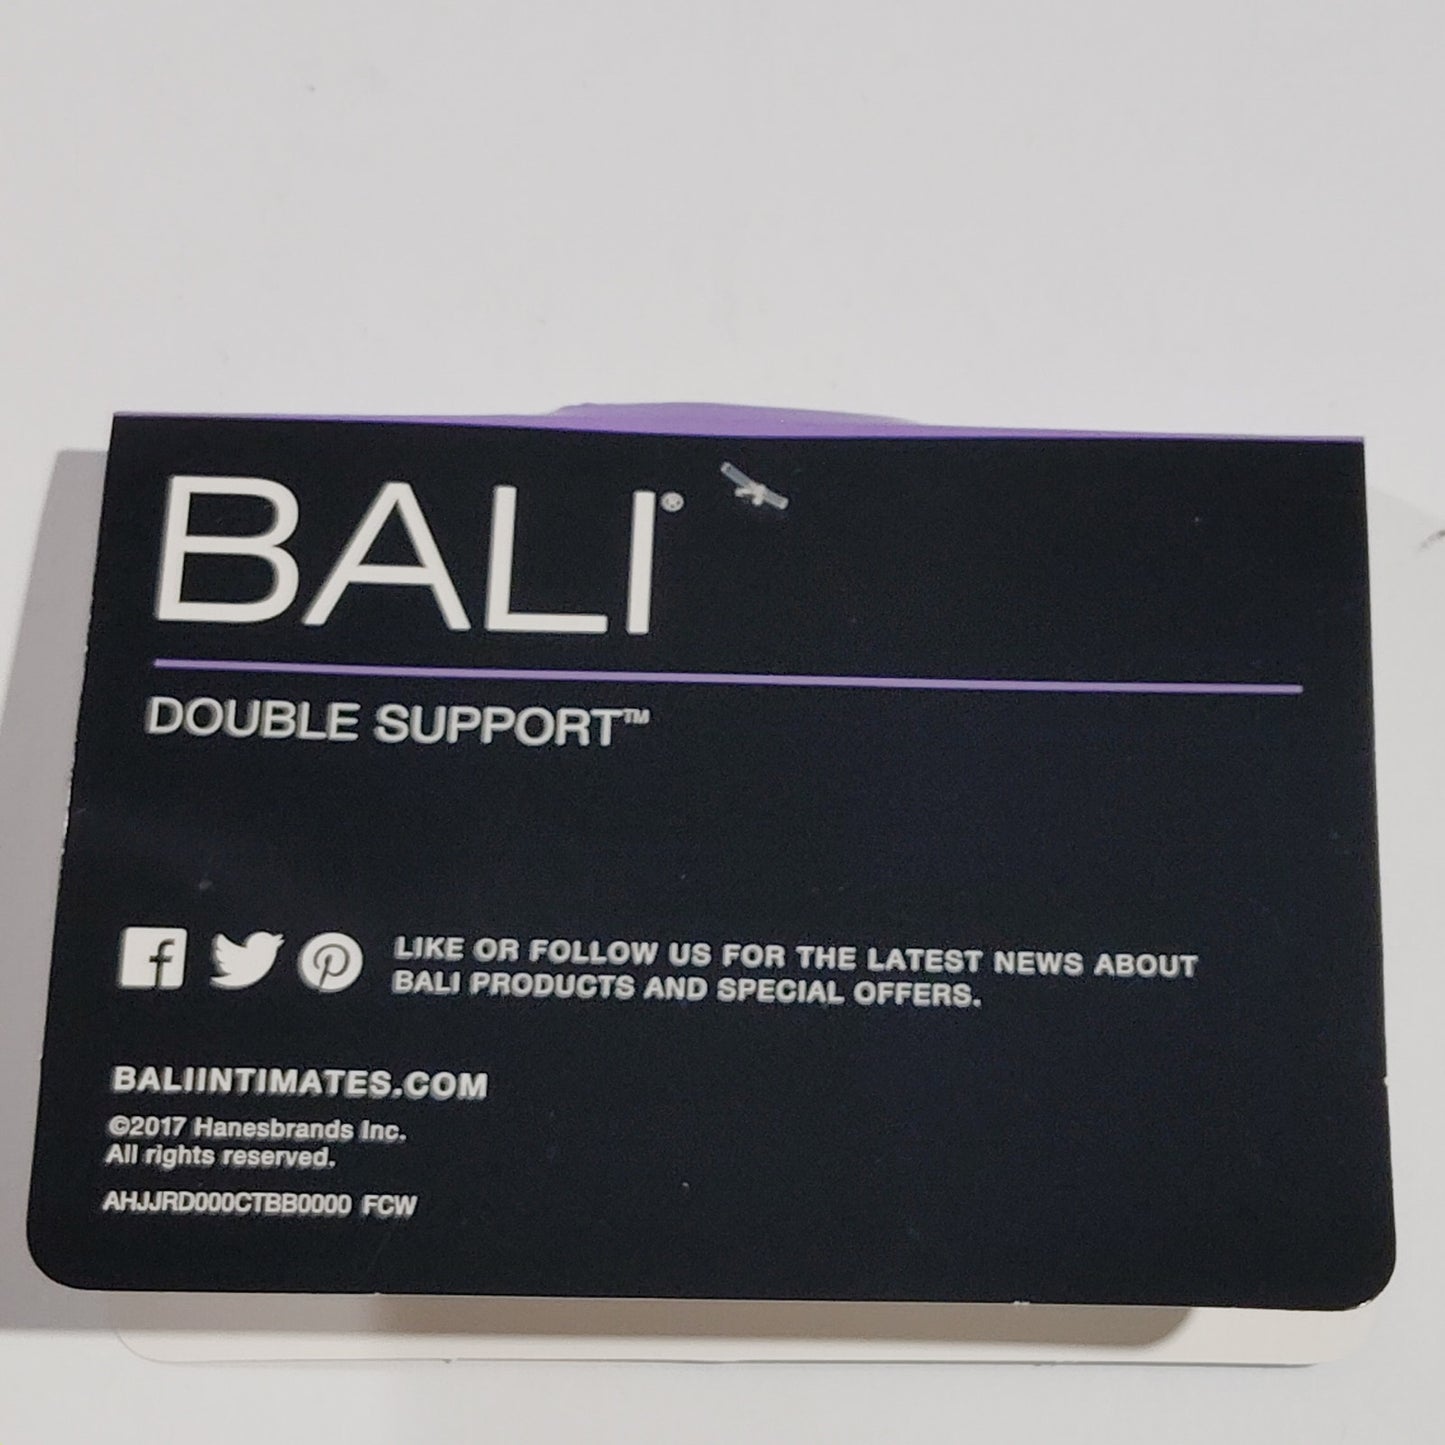 BALI®
DOUBLE SUPPORT™
LIKE OR FOLLOW US FOR THE LATEST NEWS ABOUT
BALI PRODUCTS AND SPECIAL OFFERS.
BALIINTIMATES.COM
©2017 Hanesbrands Inc.
All rights reserved.
AHJJRD000CTBB0000 FCW